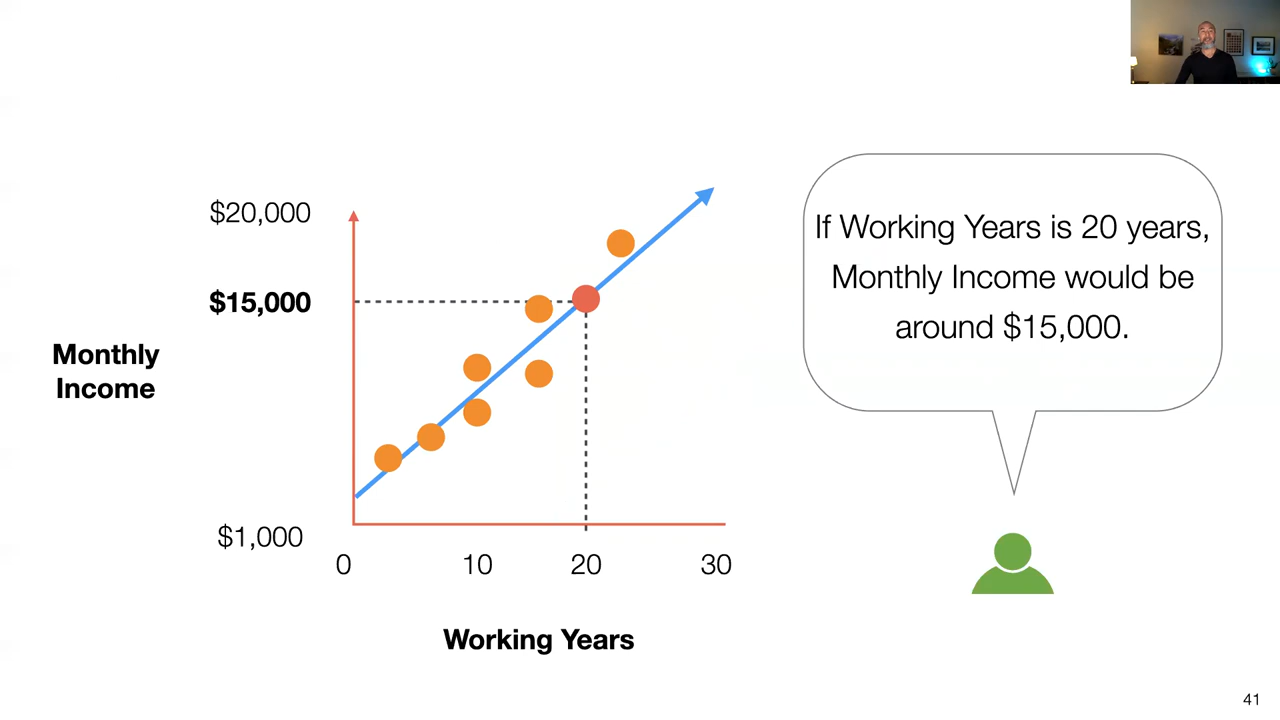 $20,000
$15,000
Monthly
Income
$1,000
0 10 20 30
Working Years
If Working Years is 20 years,
Monthly Income would be
around $15,000.
41